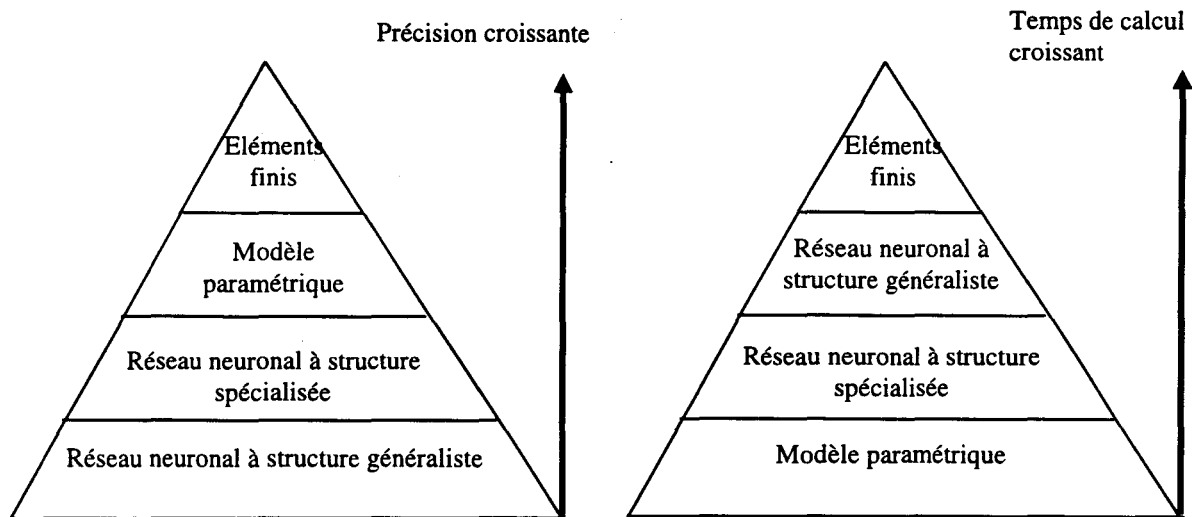 Précision croissante
Eléments
finis
Modèle
paramétrique
Réseau neuronal à structure
spécialisée
Réseau neuronal à structure généraliste
Temps de calcul
croissant
Eléments
finis
Réseau neuronal à
structure généraliste
Réseau neuronal à structure
spécialisée
Modèle paramétrique